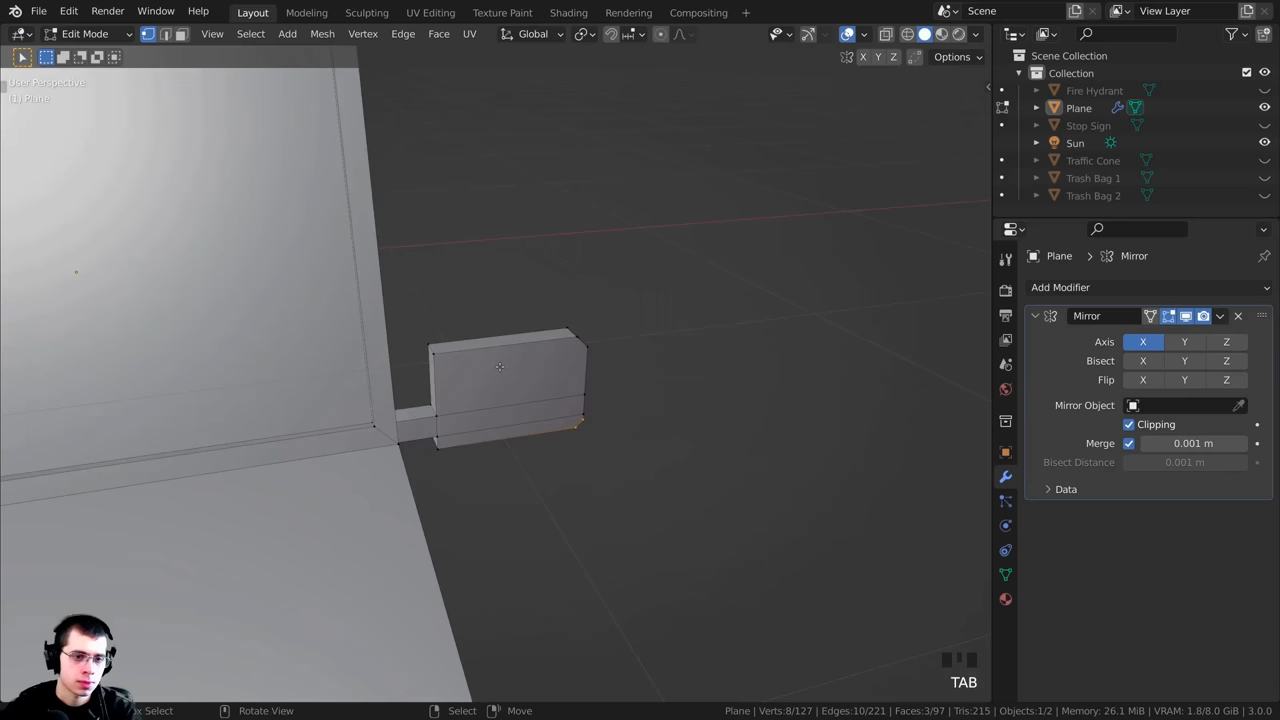 File Edit Render Window Help Layout Modeling Sculpting UV Editing Texture Paint Shading Rendering Compositing + Scene View Layer
Edit Mode View Select Add Mesh Vertex Edge Face UV Global
X Y Z Options
User Perspective
(1) Plane
Scene Collection
Collection
Fire Hydrant
Plane
Stop Sign
Sun
Traffic Cone
Trash Bag 1
Trash Bag 2
Plane Mirror
Add Modifier
Mirror
Axis X Y Z
Bisect X Y Z
Flip X Y Z
Mirror Object
Clipping
Merge 0.001 m
Bisect Distance 0.001 m
Data
TAB
Box Select Rotate View Select Move Plane | Verts:8/127 | Edges:10/221 | Faces:3/97 | Tris:215 | Objects:1/2 | Memory: 26.1 MiB | VRAM: 1.8/8.0 GiB | 3.0.0